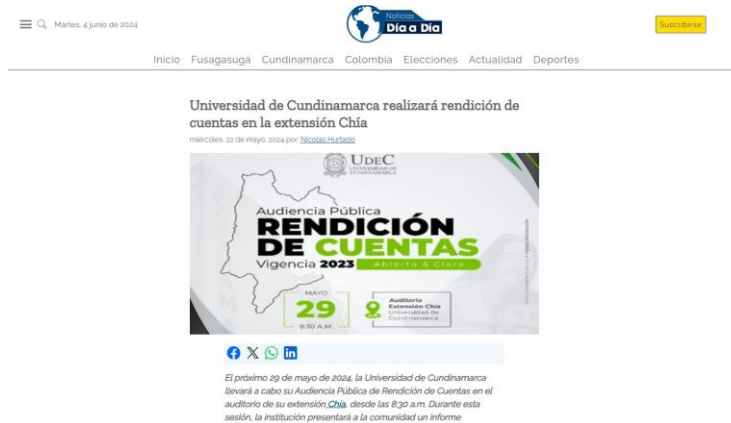 Martes, 4 junio de 2024
Noticias
Día a Día
Suscribirse
Inicio Fusagasugá Cundinamarca Colombia Elecciones Actualidad Deportes
Universidad de Cundinamarca realizará rendición de
cuentas en la extensión Chía
miércoles, 22 de mayo, 2024 por: Nicolas Hurtado
UDEC
UNIVERSIDAD DE
CUNDINAMARCA
Audiencia Pública
RENDICIÓN
DE CUENTAS
Vigencia 2023 Abierta & Clara
MAYO
29
8:30 A.M.
Auditorio
Extensión Chía
Universidad de
Cundinamarca
El próximo 29 de mayo de 2024, la Universidad de Cundinamarca
llevará a cabo su Audiencia Pública de Rendición de Cuentas en el
auditorio de su extensión Chía, desde las 8:30 a.m. Durante esta
sesión, la institución presentará a la comunidad un informe